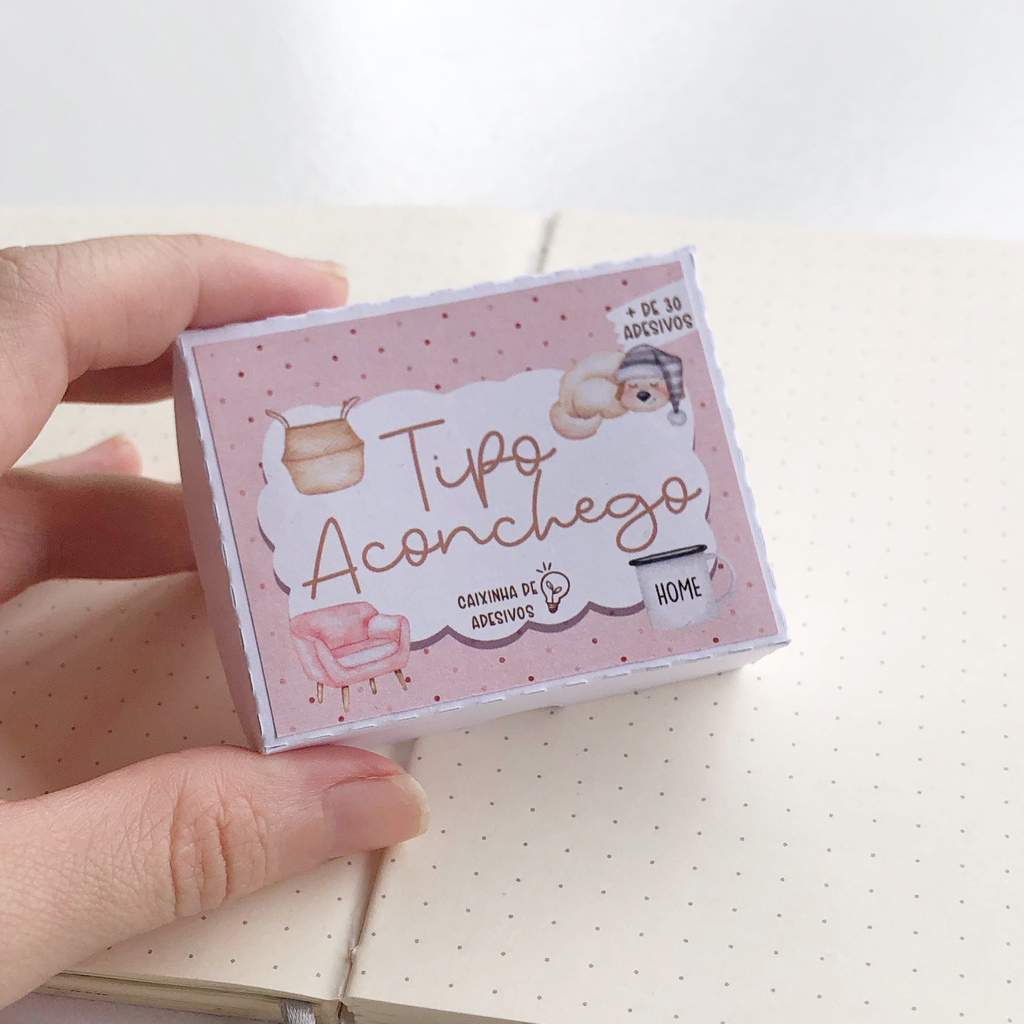 + DE 30
ADESIVOS
Tipo
Aconchego
CAIXINHA DE
ADESIVOS
HOME